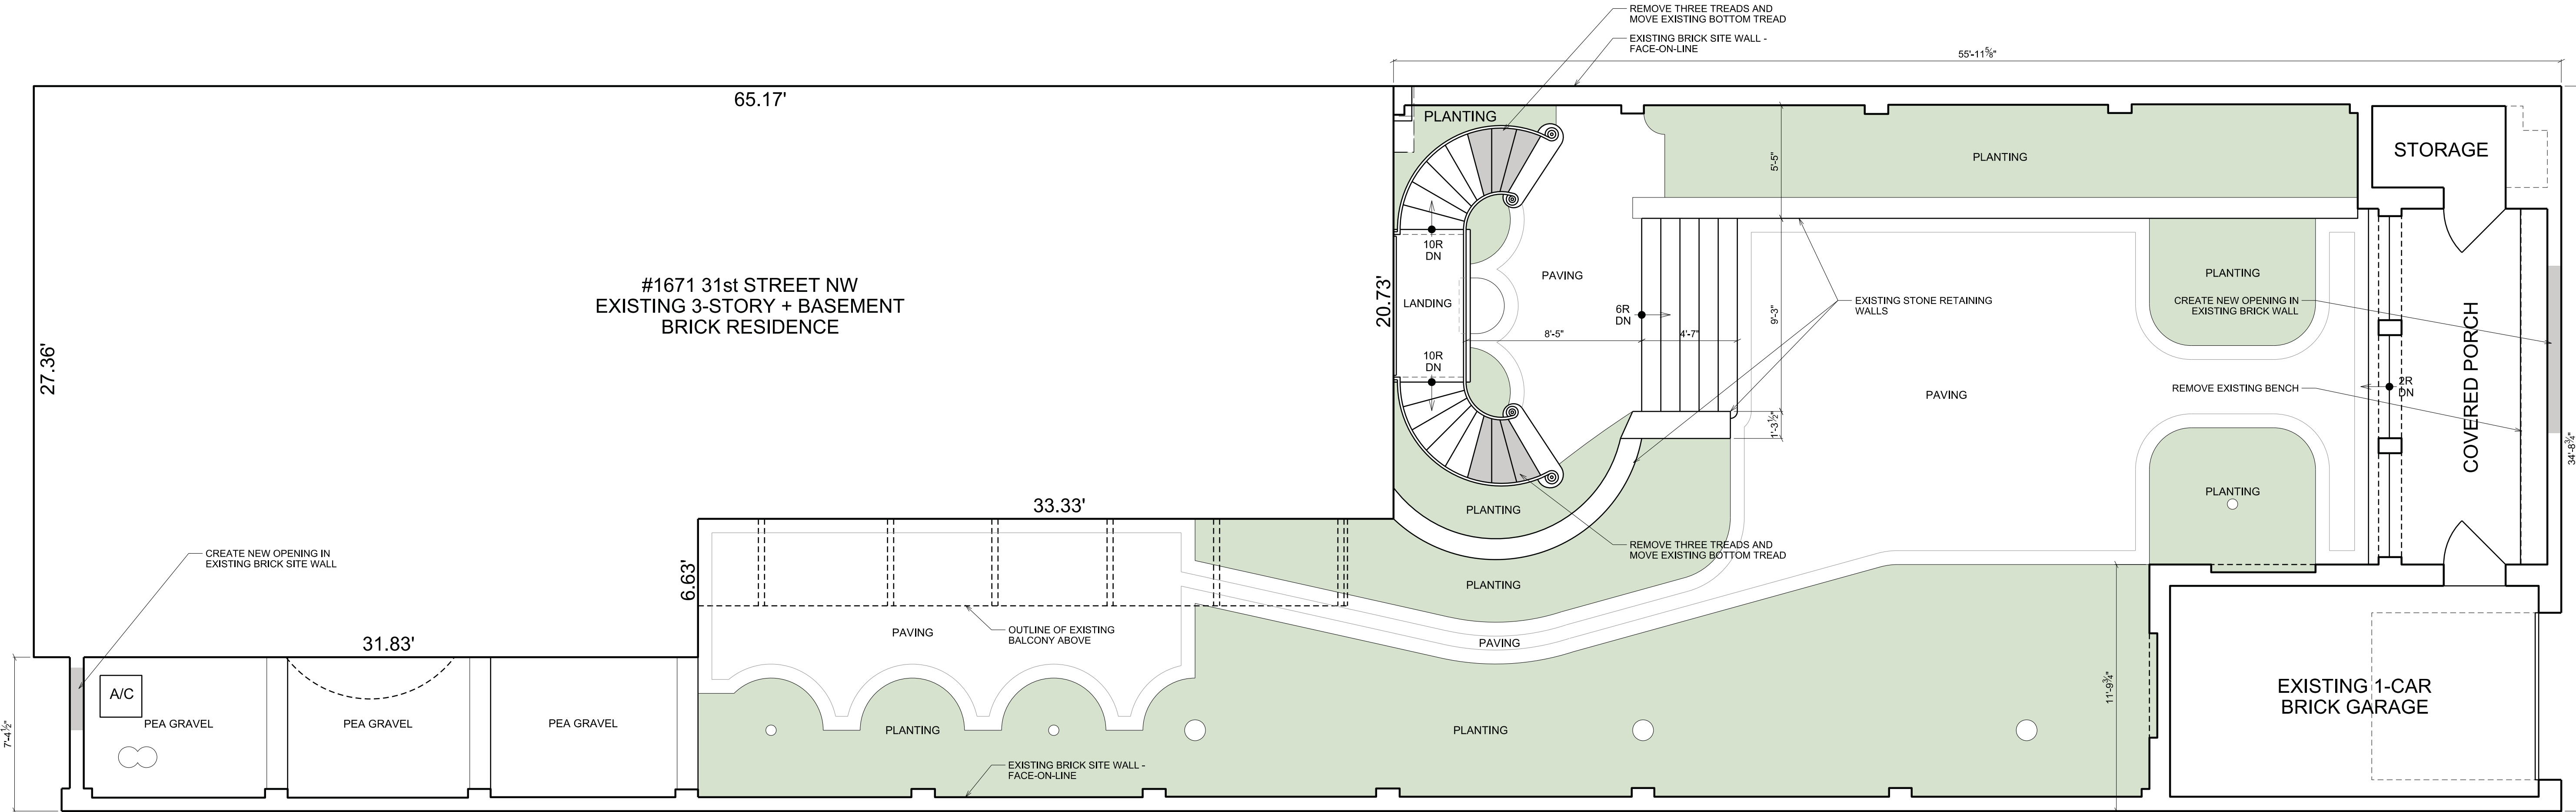 REMOVE THREE TREADS AND
MOVE EXISTING BOTTOM TREAD
EXISTING BRICK SITE WALL -
FACE-ON-LINE
55'-11⅝"
65.17'
PLANTING
STORAGE
PLANTING
5'-5"
10R
DN
#1671 31st STREET NW
EXISTING 3-STORY + BASEMENT
BRICK RESIDENCE
20.73'
LANDING
PAVING
6R
DN
8'-5"
4'-7"
9'-3"
EXISTING STONE RETAINING
WALLS
PLANTING
CREATE NEW OPENING IN
EXISTING BRICK WALL
27.36'
10R
DN
PAVING
REMOVE EXISTING BENCH
2R
DN
COVERED PORCH
1'-3½"
34'-8¾"
PLANTING
33.33'
PLANTING
CREATE NEW OPENING IN
EXISTING BRICK SITE WALL
REMOVE THREE TREADS AND
MOVE EXISTING BOTTOM TREAD
6.63'
PLANTING
OUTLINE OF EXISTING
BALCONY ABOVE
PAVING
PAVING
31.83'
A/C
PEA GRAVEL
PEA GRAVEL
PEA GRAVEL
PLANTING
PLANTING
11'-9¾"
EXISTING 1-CAR
BRICK GARAGE
7'-4½"
EXISTING BRICK SITE WALL -
FACE-ON-LINE